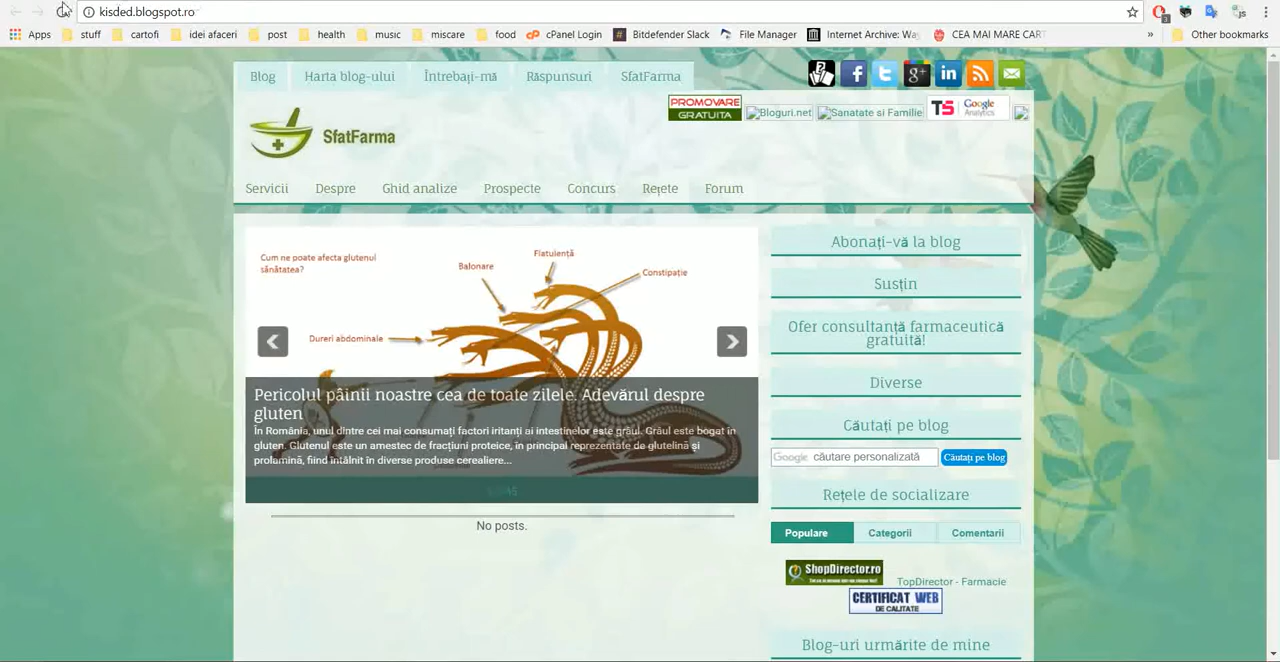 kisded.blogspot.ro
Apps stuff cartofi idei afaceri post health music miscare food cPanel Login Bitdefender Slack File Manager Internet Archive: Wa CEA MAI MARE CART » Other bookmarks
Blog Harta blog-ului Întrebați-mă Răspunsuri SfatFarma
PROMOVARE
GRATUITA
Bloguri.net Sanatate si Familie TS Google
Analytics
SfatFarma
Servicii Despre Ghid analize Prospecte Concurs Rețete Forum
Cum ne poate afecta glutenul
sănătatea?
Balonare
Flatulență
Constipație
Dureri abdominale
Pericolul pâinii noastre cea de toate zilele. Adevărul despre
gluten
În România, unul dintre cei mai consumați factori iritanți ai intestinelor este grâul. Grâul este bogat în
gluten. Glutenul este un amestec de fracțiuni proteice, în principal reprezentate de glutelină și
prolamină, fiind întâlnit în diverse produse cerealiere...
No posts.
Abonați-vă la blog
Susțin
Ofer consultanță farmaceutică
gratuită!
Diverse
Căutați pe blog
Google căutare personalizată Căutați pe blog
Rețele de socializare
Populare Categorii Comentarii
ShopDirector.ro
TopDirector - Farmacie
CERTIFICAT WEB
DE CALITATE
Blog-uri urmărite de mine